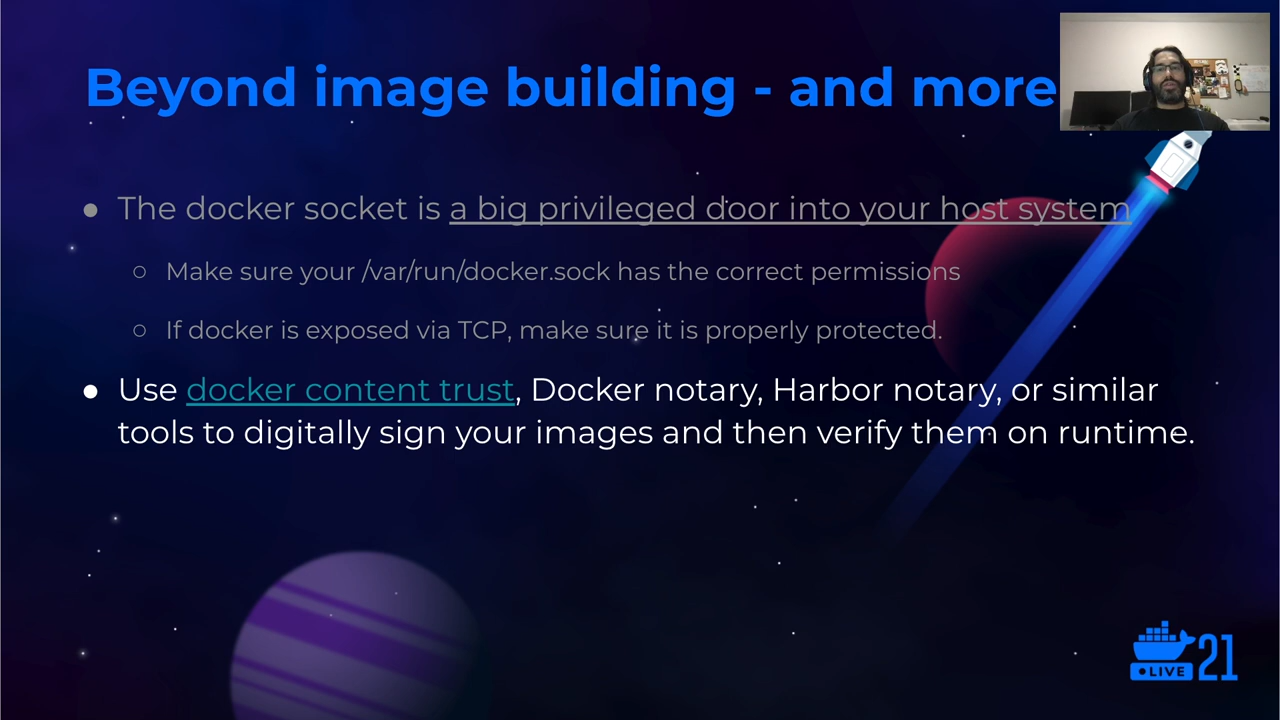 Beyond image building - and more
● The docker socket is a big privileged door into your host system
○ Make sure your /var/run/docker.sock has the correct permissions
○ If docker is exposed via TCP, make sure it is properly protected.
● Use docker content trust, Docker notary, Harbor notary, or similar
tools to digitally sign your images and then verify them on runtime.
LIVE 21